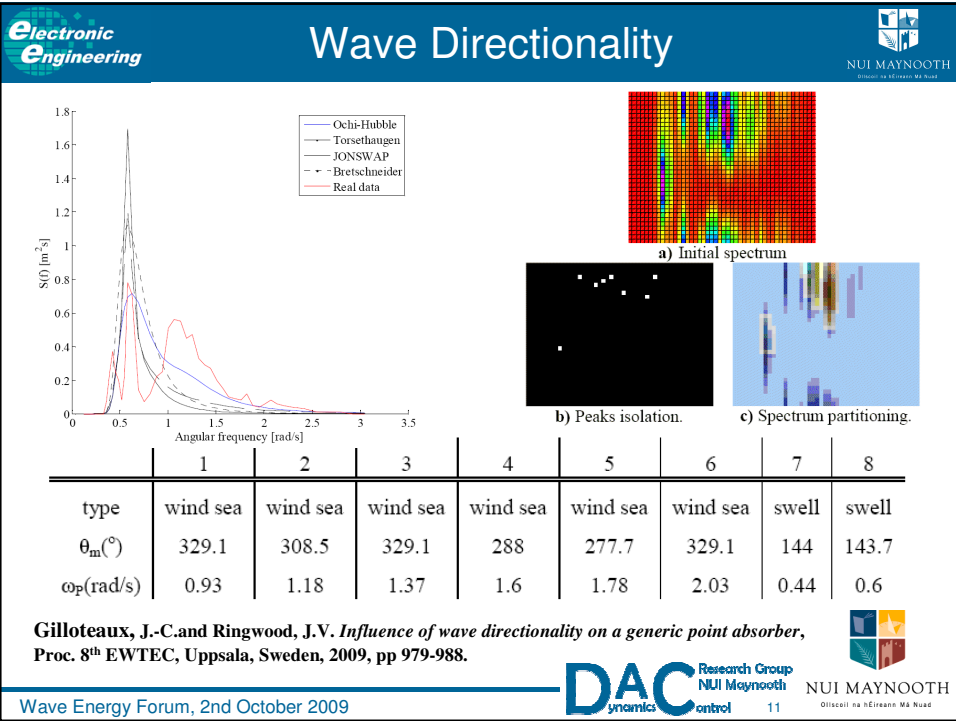 Electronic
Engineering
Wave Directionality
NUI MAYNOOTH
Ollscoil na hÉireann Má Nuad
1.8
1.6
1.4
1.2
1
0.8
0.6
0.4
0.2
0
S(f) [m²s]
0 0.5 1 1.5 2 2.5 3 3.5
Angular frequency [rad/s]
Ochi-Hubble
Torsethaugen
JONSWAP
Bretschneider
Real data
a) Initial spectrum
b) Peaks isolation.
c) Spectrum partitioning.
1 2 3 4 5 6 7 8
type wind sea wind sea wind sea wind sea wind sea wind sea swell swell
θm(°) 329.1 308.5 329.1 288 277.7 329.1 144 143.7
ωP(rad/s) 0.93 1.18 1.37 1.6 1.78 2.03 0.44 0.6
Gilloteaux, J.-C.and Ringwood, J.V. Influence of wave directionality on a generic point absorber,
Proc. 8th EWTEC, Uppsala, Sweden, 2009, pp 979-988.
Wave Energy Forum, 2nd October 2009
DAC
Dynamics Control
Research Group
NUI Maynooth
11
NUI MAYNOOTH
Ollscoil na hÉireann Má Nuad